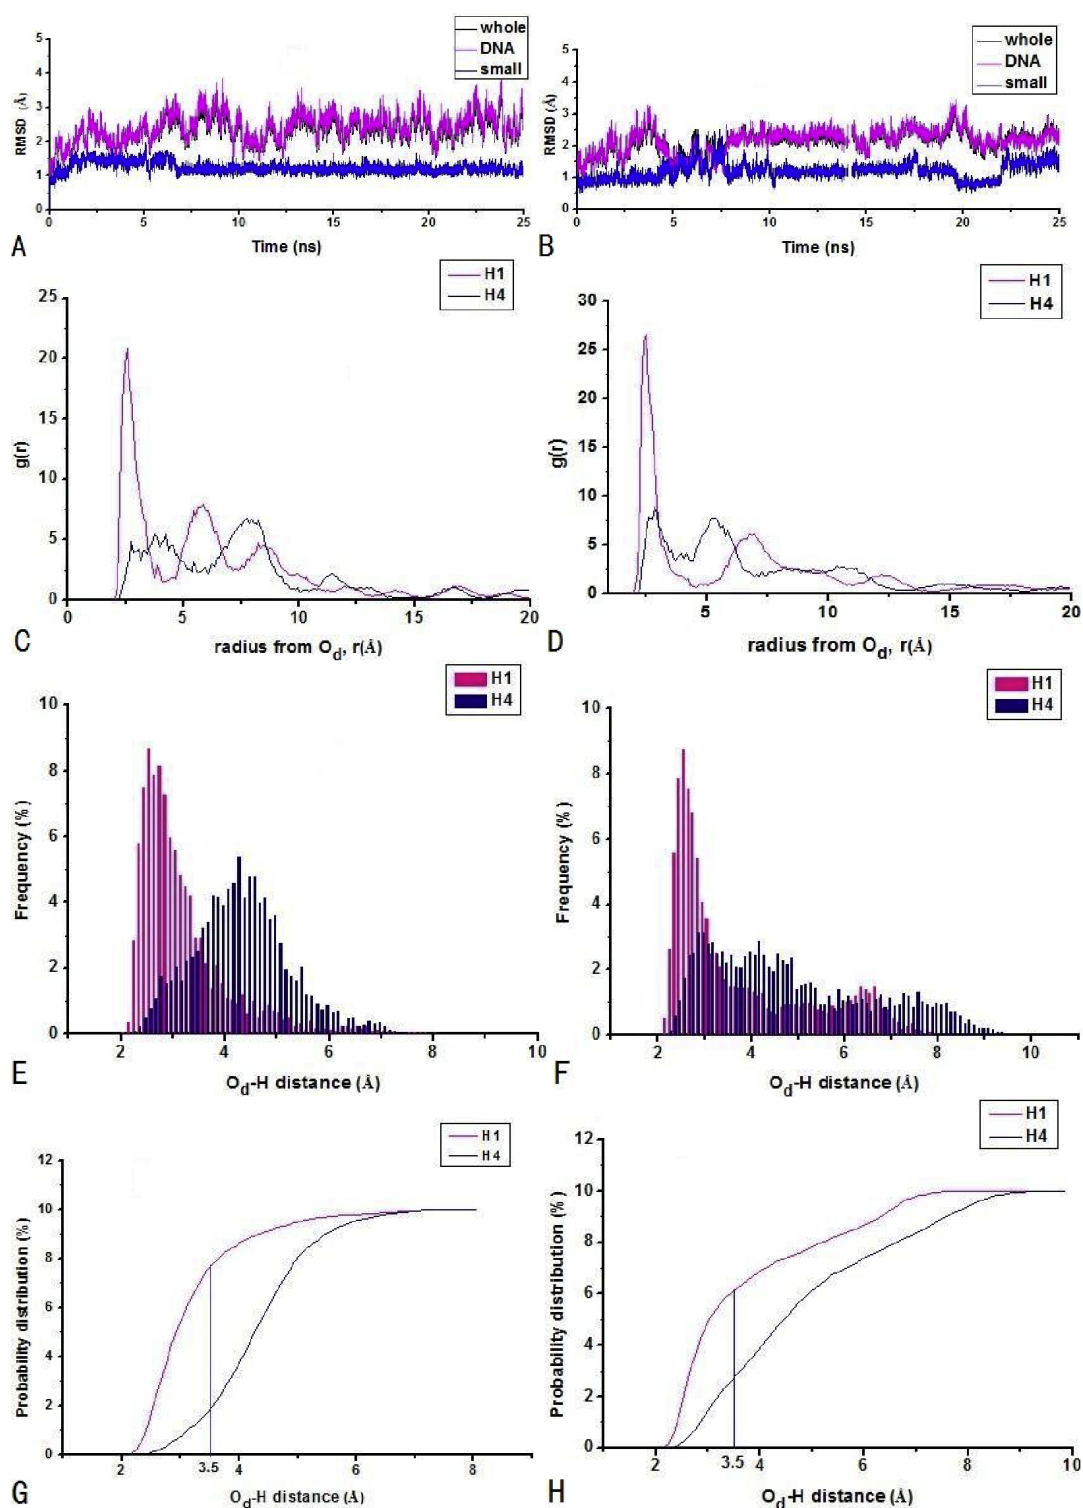 whole
DNA
small
RMSD (Å)
5
4
3
2
1
0
0 5 10 15 20 25
Time (ns)
A
whole
DNA
small
RMSD (Å)
5
4
3
2
1
0
0 5 10 15 20 25
Time (ns)
B
H1
H4
g(r)
25
20
15
10
5
0
0 5 10 15 20
radius from Od, r(Å)
C
H1
H4
g(r)
30
25
20
15
10
5
0
5 10 15 20
radius from Od, r(Å)
D
H1
H4
Frequency (%)
10
8
6
4
2
0
2 4 6 8 10
Od-H distance (Å)
E
H1
H4
Frequency (%)
10
8
6
4
2
0
2 4 6 8 10
Od-H distance (Å)
F
H1
H4
Probability distribution (%)
12
10
8
6
4
2
0
2 3.5 4 6 8
Od-H distance (Å)
G
H1
H4
Probability distribution (%)
12
10
8
6
4
2
0
2 3.5 4 6 8 10
Od-H distance (Å)
H